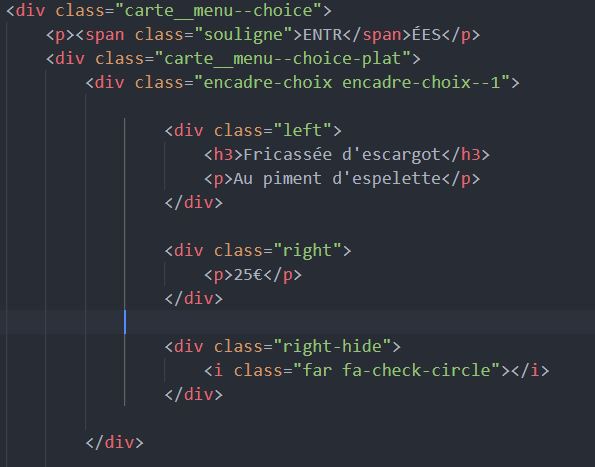 <div class="carte__menu--choice">
<p><span class="souligne">ENTR</span>ÉES</p>
<div class="carte__menu--choice-plat">
<div class="encadre-choix encadre-choix--1">
<div class="left">
<h3>Fricassée d'escargot</h3>
<p>Au piment d'espelette</p>
</div>
<div class="right">
<p>25€</p>
</div>
<div class="right-hide">
<i class="far fa-check-circle"></i>
</div>
</div>